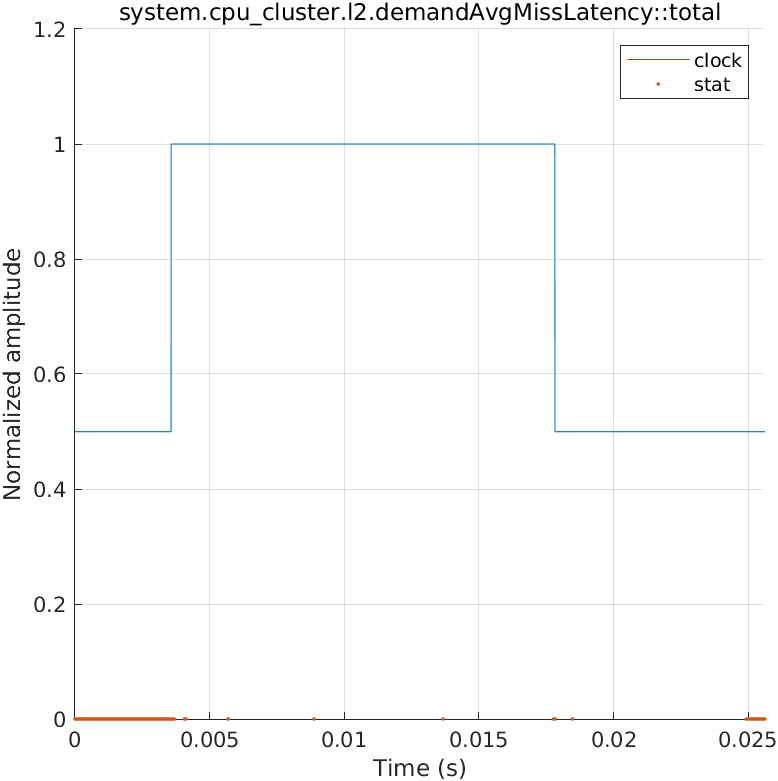 system.cpu_cluster.l2.demandAvgMissLatency::total
1.2
clock
stat
1
0.8
0.6
0.4
0.2
0
Normalized amplitude
0 0.005 0.01 0.015 0.02 0.025
Time (s)